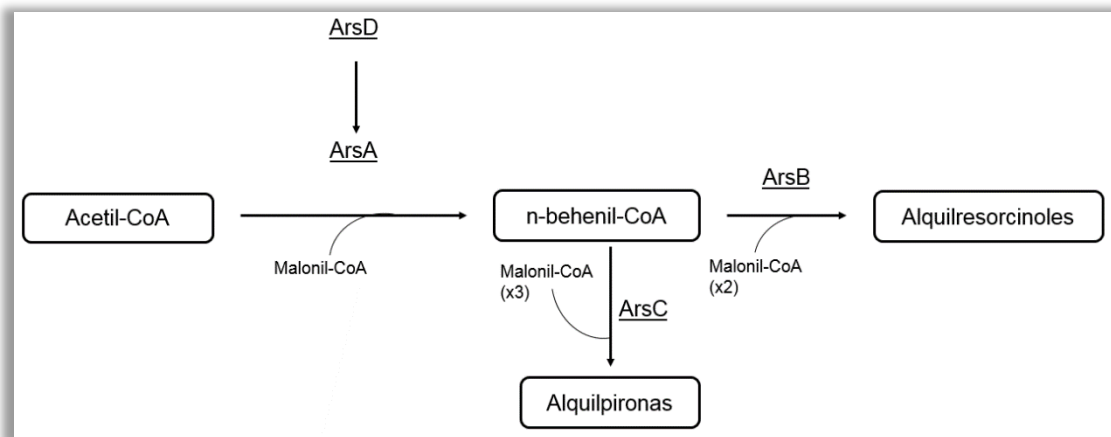 ArsD
ArsA
ArsB
Acetil-CoA
n-behenil-CoA
Alquilresorcinoles
Malonil-CoA
Malonil-CoA
(x3)
Malonil-CoA
(x2)
ArsC
Alquilpironas